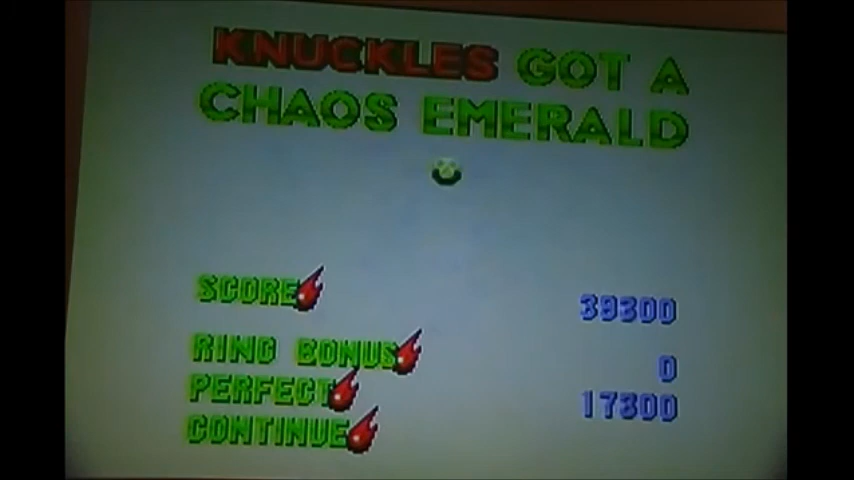 KNUCKLES GOT A
CHAOS EMERALD
SCORE 39300
RING BONUS 0
PERFECT 17300
CONTINUE